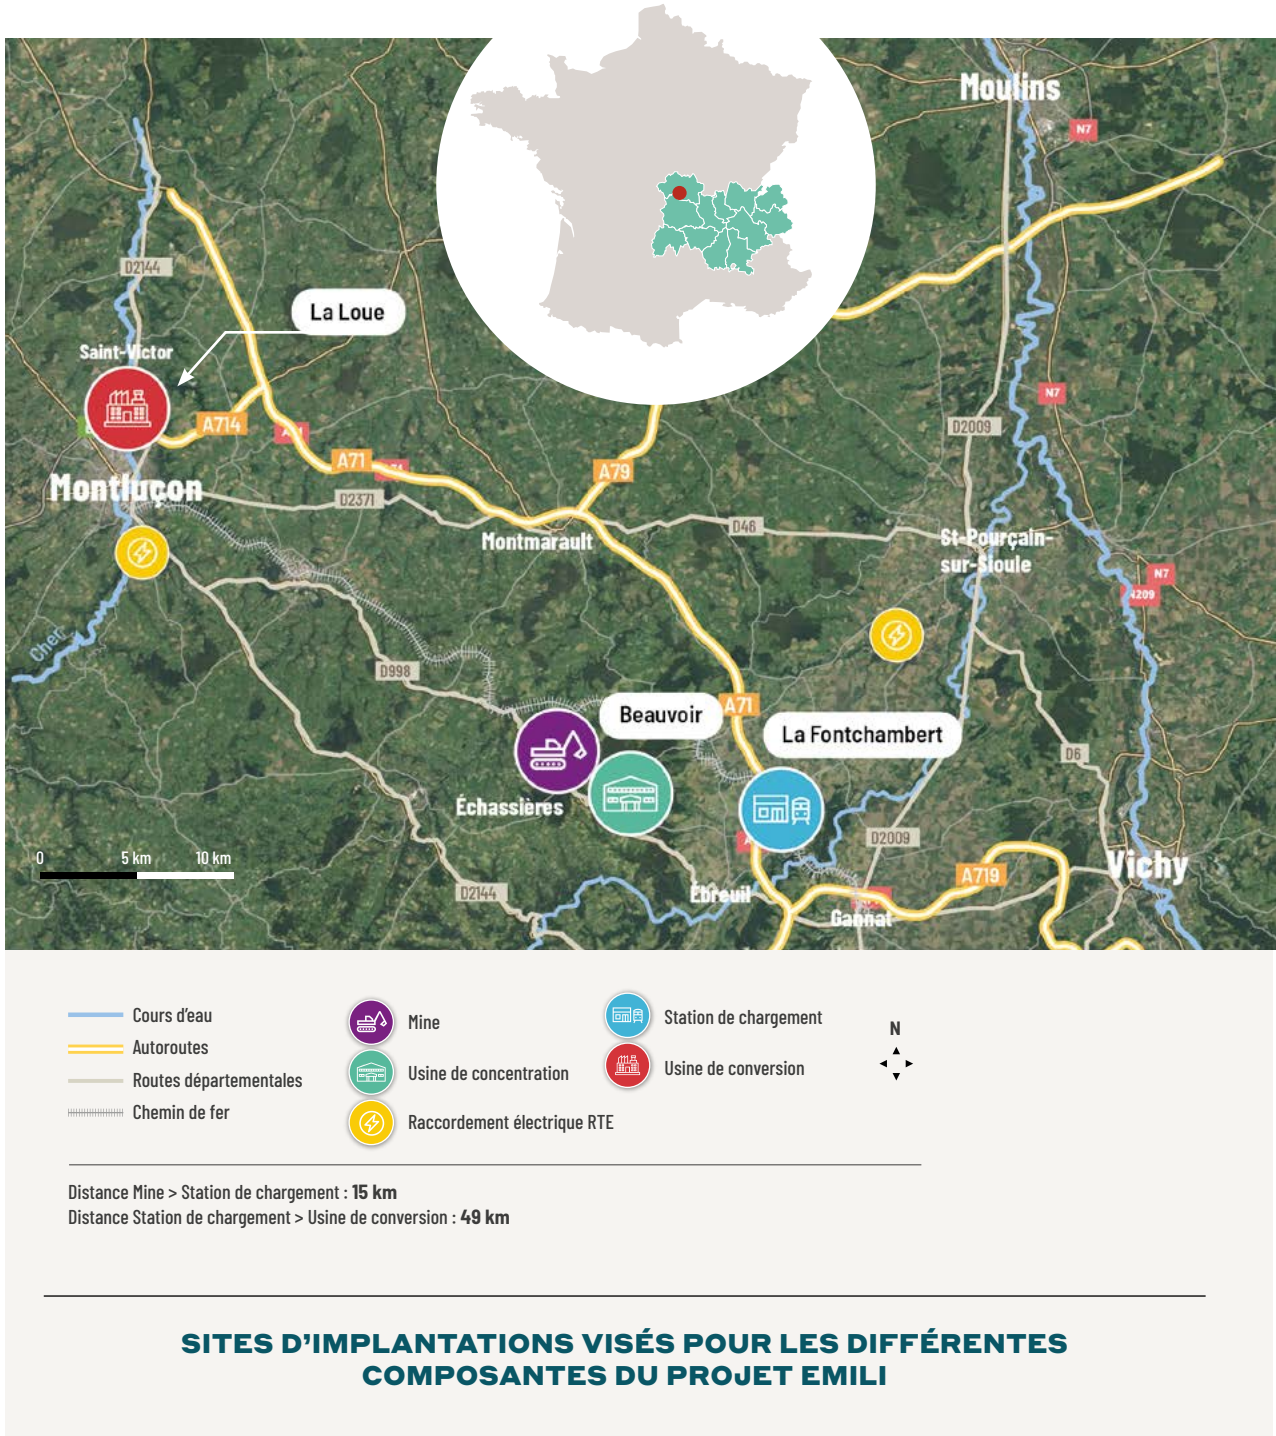 Moulins
N7
D2144
La Loue
Saint-Victor
N7
A714
D2009
A71
A79
Montluçon
D2371
D46
Montmarault
St-Pourçain-
sur-Sioule
N7
N209
Cher
D998
Beauvoir
A71
La Fontchambert
D6
Échassières
D2009
0 5 km 10 km
Vichy
A719
D2144
Ébreuil
Gannat
Cours d'eau
Autoroutes
Routes départementales
Chemin de fer
Mine
Usine de concentration
Raccordement électrique RTE
Station de chargement
Usine de conversion
N
Distance Mine > Station de chargement : 15 km
Distance Station de chargement > Usine de conversion : 49 km
SITES D'IMPLANTATIONS VISÉS POUR LES DIFFÉRENTES
COMPOSANTES DU PROJET EMILI